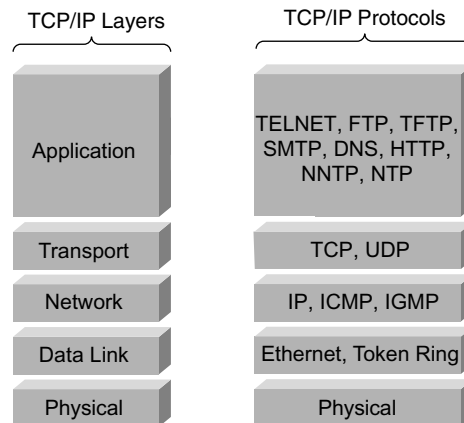 TCP/IP Layers
TCP/IP Protocols
Application
TELNET, FTP, TFTP,
SMTP, DNS, HTTP,
NNTP, NTP
Transport
TCP, UDP
Network
IP, ICMP, IGMP
Data Link
Ethernet, Token Ring
Physical
Physical